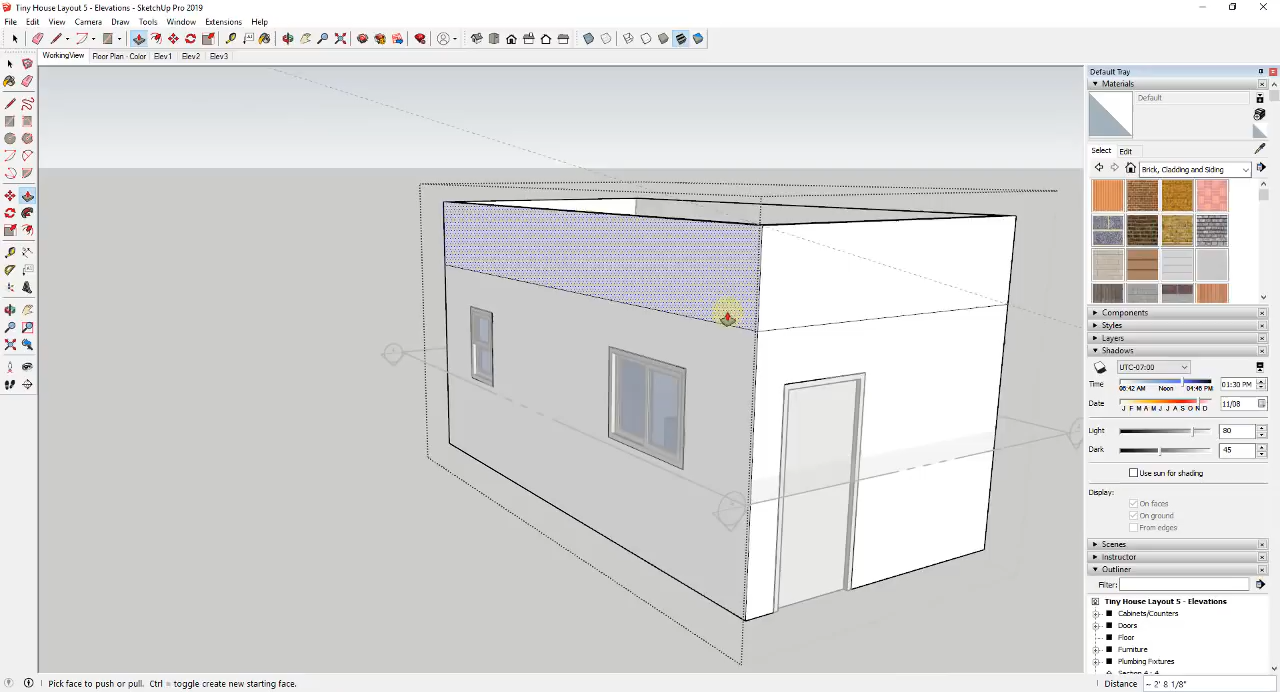 Tiny House Layout 5 - Elevations - SketchUp Pro 2019
File Edit View Camera Draw Tools Window Extensions Help
WorkingView Floor Plan - Color Elev1 Elev2 Elev3
Default Tray
Materials
Default
Select Edit
Brick, Cladding and Siding
Components
Styles
Layers
Shadows
UTC-07:00
Time 06:42 AM Noon 04:46 PM 01:30 PM
Date J F M A M J J A S O N D 11/08
Light 80
Dark 45
Use sun for shading
Display:
On faces
On ground
From edges
Scenes
Instructor
Outliner
Filter:
Tiny House Layout 5 - Elevations
Cabinets/Counters
Doors
Floor
Furniture
Plumbing Fixtures
Pick face to push or pull. Ctrl = toggle create new starting face.
Distance ~ 2' 8 1/8"